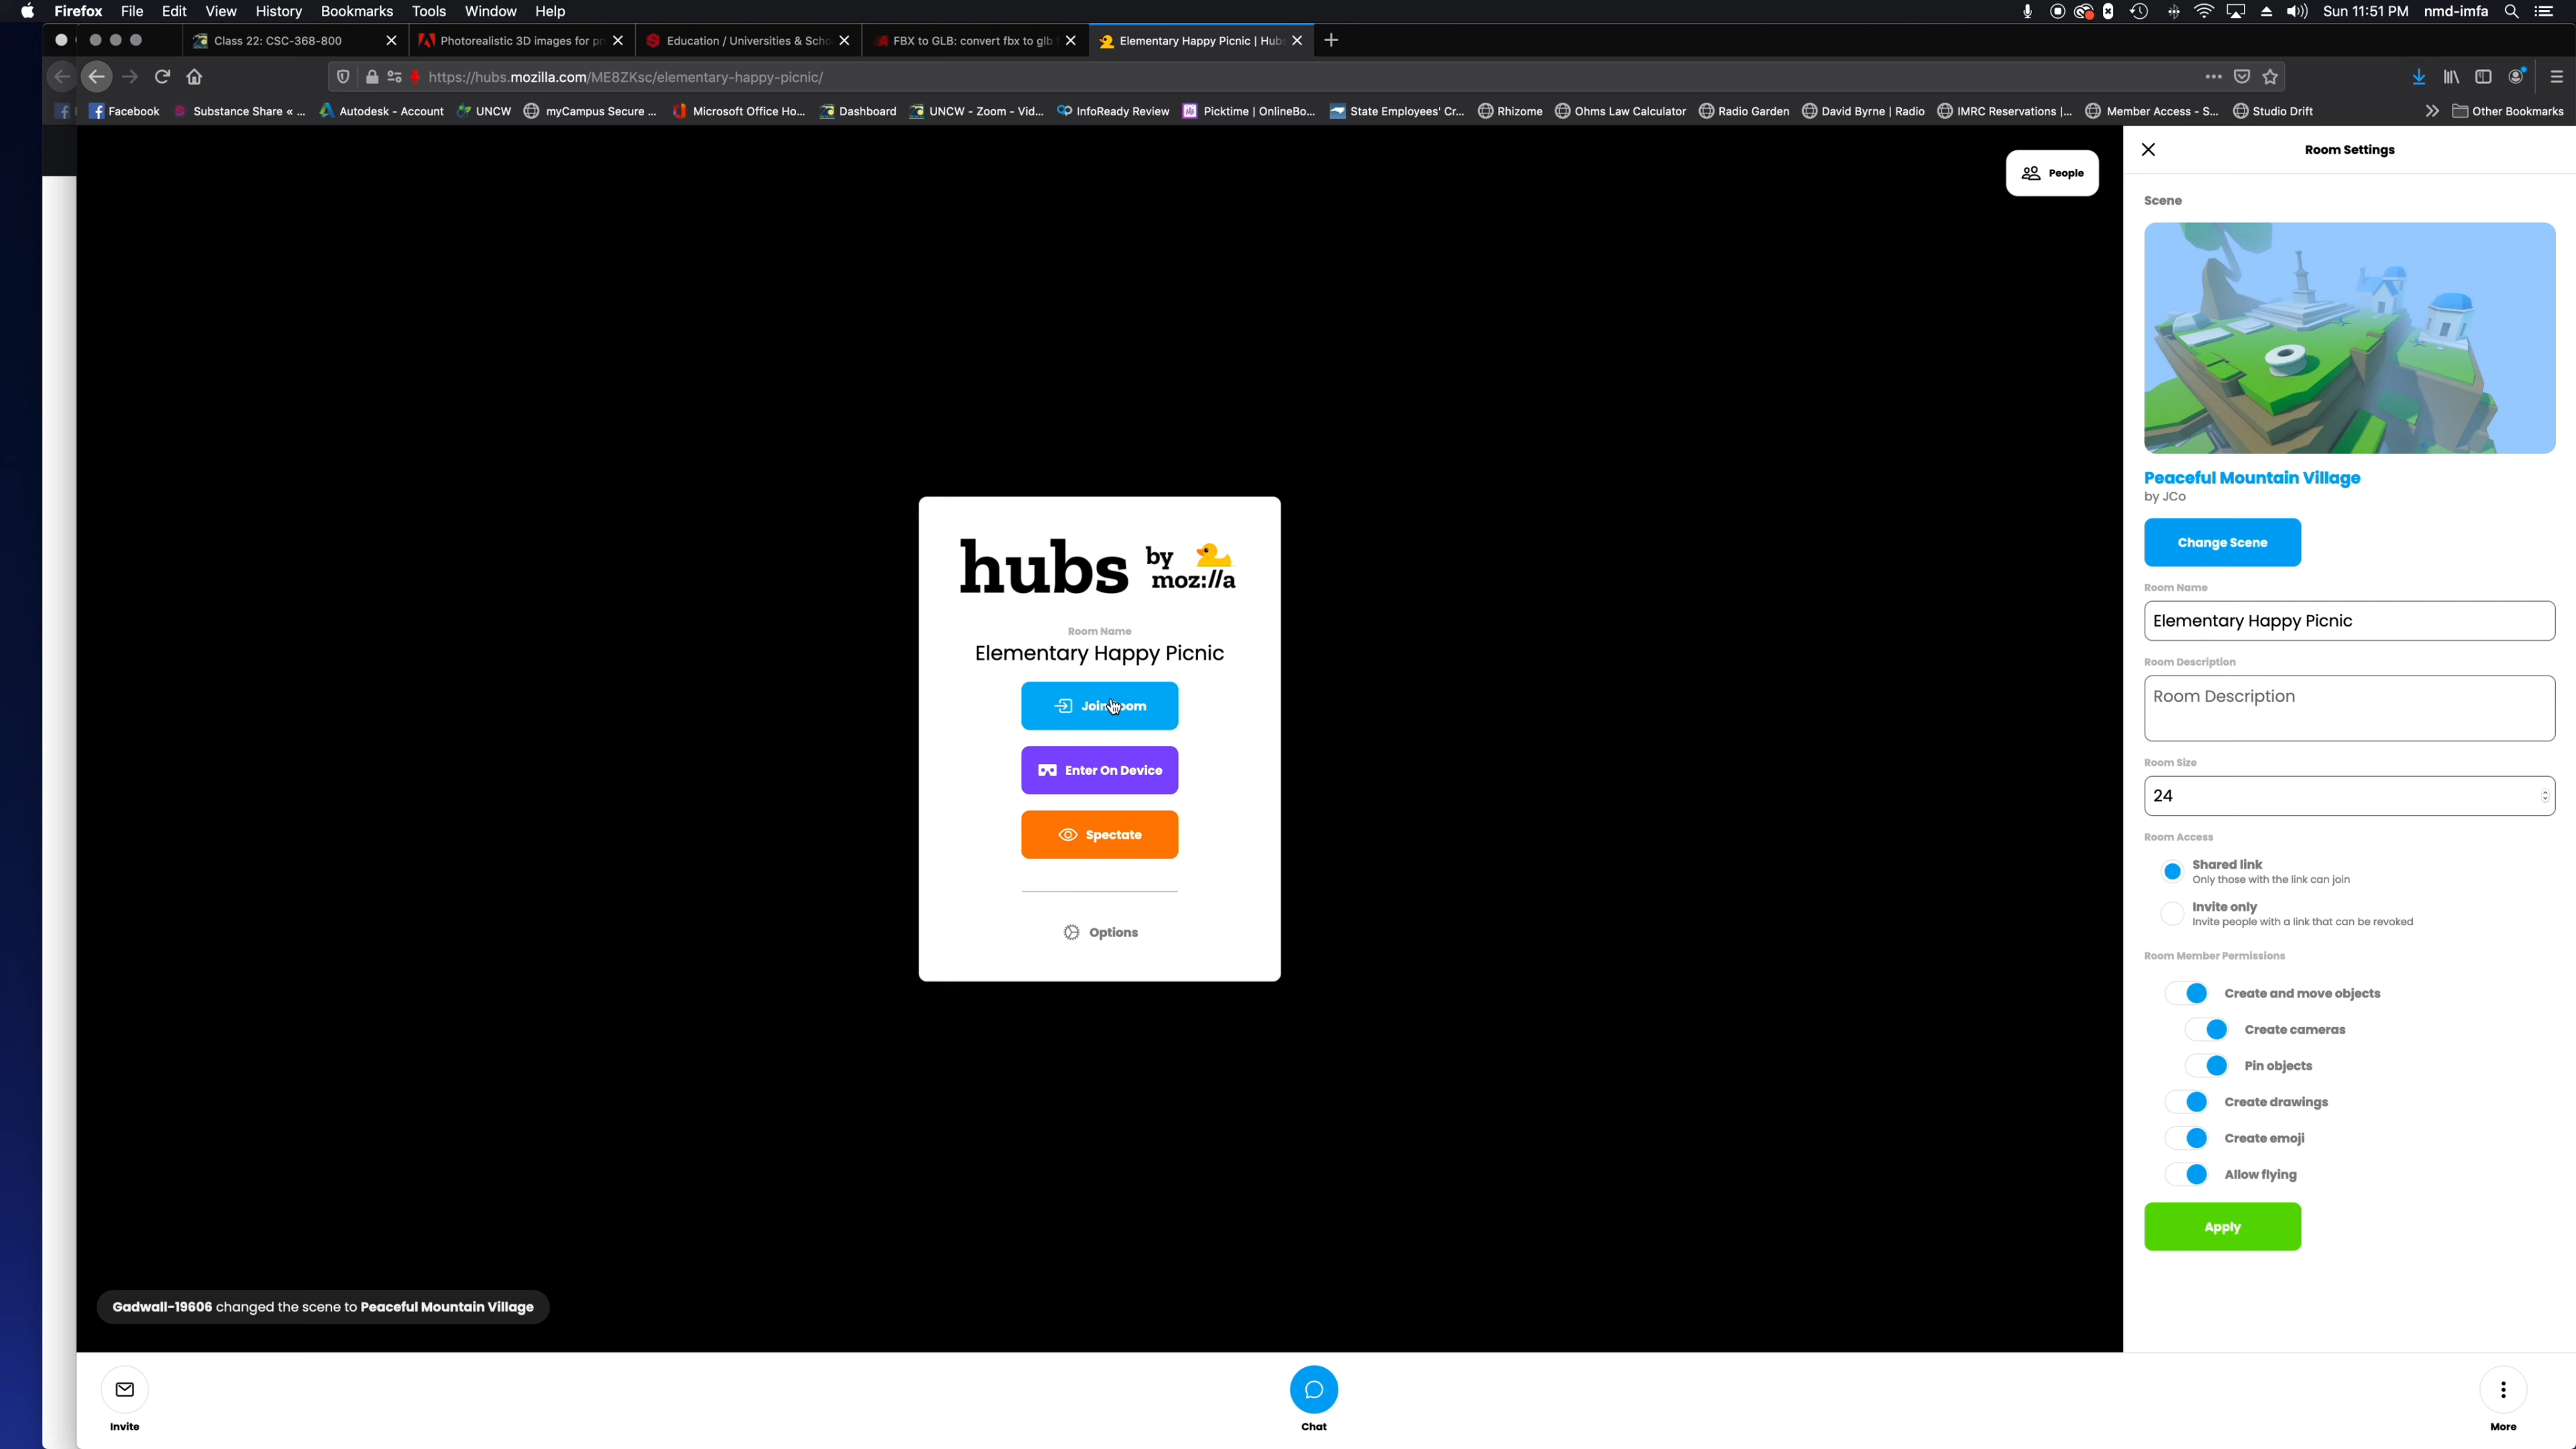 Firefox File Edit View History Bookmarks Tools Window Help
Sun 11:51 PM nmd-imfa
Class 22: CSC-368-800
Photorealistic 3D images for pr
Education / Universities & Scho
FBX to GLB: convert fbx to glb
Elementary Happy Picnic | Hub
https://hubs.mozilla.com/ME8ZKsc/elementary-happy-picnic/
Facebook
Substance Share « ...
Autodesk - Account
UNCW
myCampus Secure ...
Microsoft Office Ho...
Dashboard
UNCW - Zoom - Vid...
InfoReady Review
Picktime | OnlineBo...
State Employees' Cr...
Rhizome
Ohms Law Calculator
Radio Garden
David Byrne | Radio
IMRC Reservations |...
Member Access - S...
Studio Drift
Other Bookmarks
People
hubs by moz://a
Room Name
Elementary Happy Picnic
Join
Enter On Device
Spectate
Options
Gadwall-19606 changed the scene to Peaceful Mountain Village
Invite
Chat
More
Room Settings
Scene
Peaceful Mountain Village
by JCo
Change Scene
Room Name
Elementary Happy Picnic
Room Description
Room Description
Room Size
24
Room Access
Shared link
Only those with the link can join
Invite only
Invite people with a link that can be revoked
Room Member Permissions
Create and move objects
Create cameras
Pin objects
Create drawings
Create emoji
Allow flying
Apply